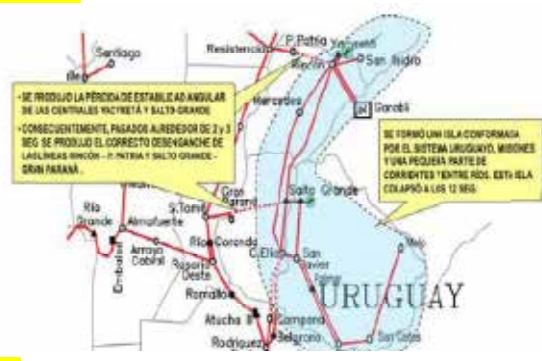 Santiago
Resistencia
P. Patria
Yacyretá
Rincón
San Isidro
Garabí
Mercedes
- SE PRODUJO LA PÉRDIDA DE ESTABILIDAD ANGULAR
DE LAS CENTRALES YACYRETÁ Y SALTO-GRANDE
- CONSECUENTEMENTE, PASADOS ALREDEDOR DE 2 y 3
SEG SE PRODUJO EL CORRECTO DESENGANCHE DE
LAS LÍNEAS RINCÓN – P. PATRIA Y SALTO GRANDE -
GRAN PARANÁ .
SE FORMÓ UNA ISLA CONFORMADA
POR EL SISTEMA URUGUAYO, MISIONES
Y UNA PEQUEÑA PARTE DE
CORRIENTES Y ENTRE RÍOS. ESTA ISLA
COLAPSÓ A LOS 12 SEG.
Gran
Paraná
Salto Grande
Río
Grande
Almafuerte
S.Tomé
Embalse
Arroyo
Cabral
Río Coronda
Rosario
Oeste
C.Elía
San
Javier
Palmar
Melo
Ramallo
URUGUAY
Atucha II
Campana
Belgrano
Rodríguez
San Carlos